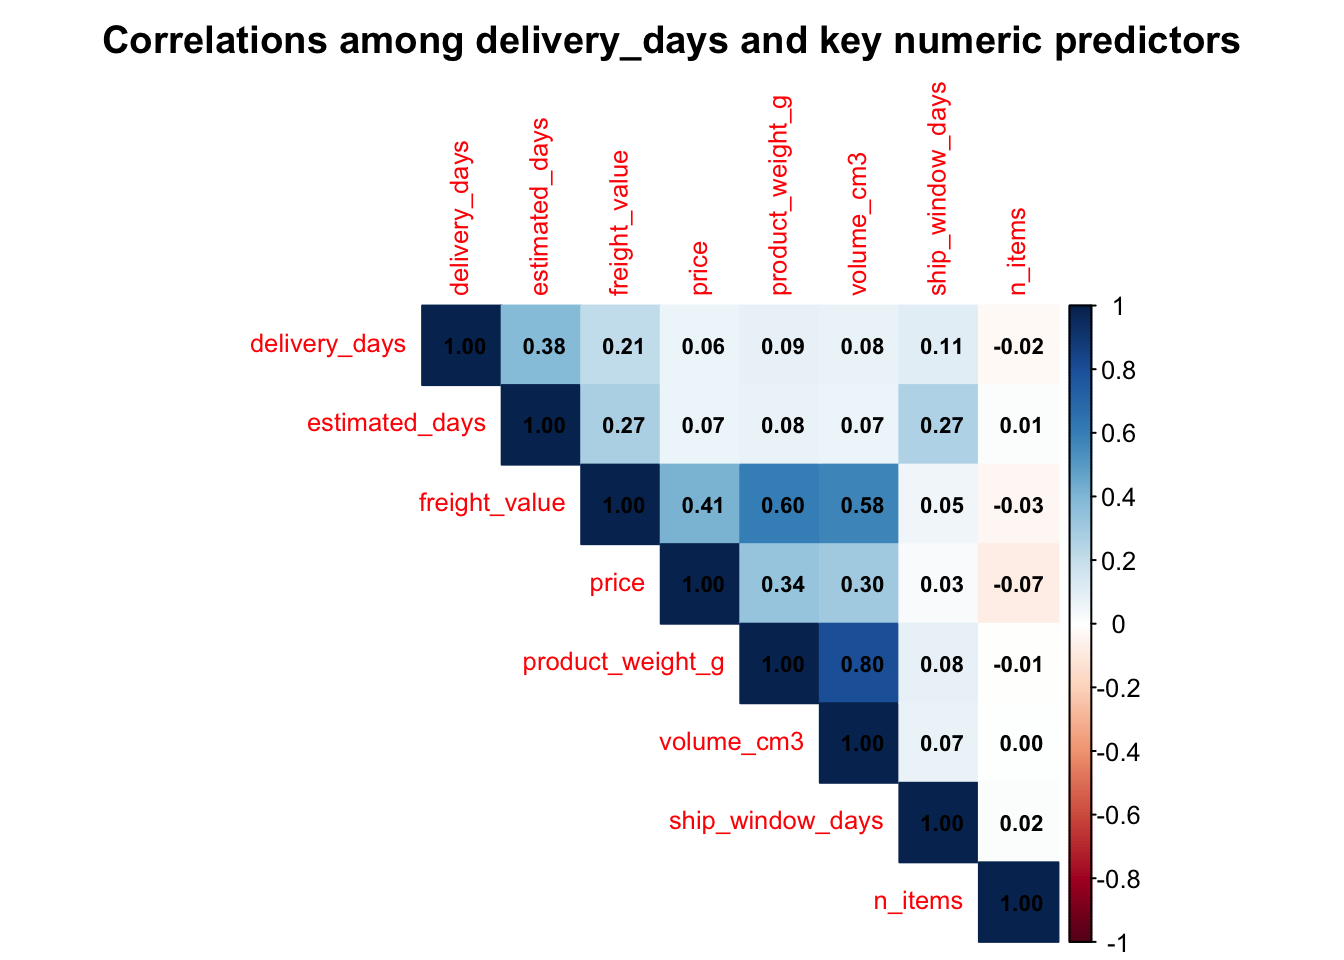 Correlations among delivery_days and key numeric predictors
delivery_days
estimated_days
freight_value
price
product_weight_g
volume_cm3
ship_window_days
n_items
delivery_days 1.00 0.38 0.21 0.06 0.09 0.08 0.11 -0.02
estimated_days 1.00 0.27 0.07 0.08 0.07 0.27 0.01
freight_value 1.00 0.41 0.60 0.58 0.05 -0.03
price 1.00 0.34 0.30 0.03 -0.07
product_weight_g 1.00 0.80 0.08 -0.01
volume_cm3 1.00 0.07 0.00
ship_window_days 1.00 0.02
n_items 1.00
1
0.8
0.6
0.4
0.2
0
-0.2
-0.4
-0.6
-0.8
-1